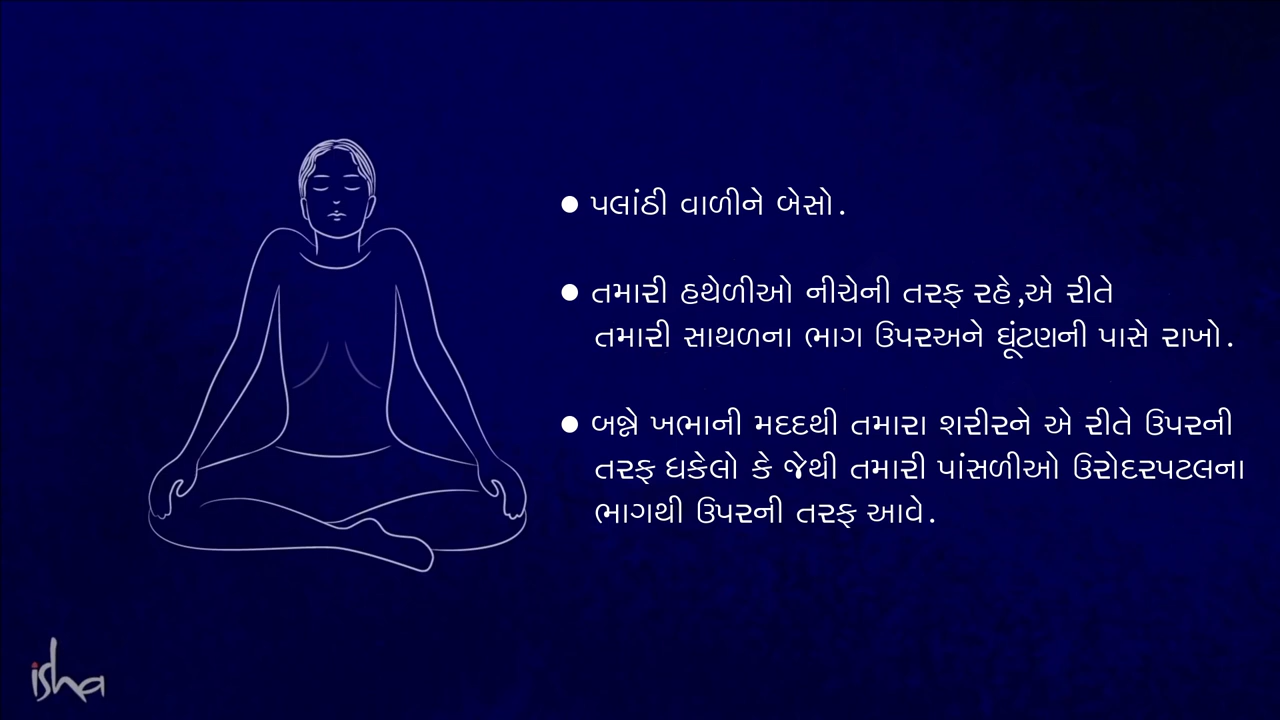 ● પલાંઠી વાળીને બેસો.
● તમારી હથેળીઓ નીચેની તરફ રહે,એ રીતે
તમારી સાથળના ભાગ ઉપરઅને ઘૂંટણની પાસે રાખો.
● બન્ને ખભાની મદદથી તમારા શરીરને એ રીતે ઉપરની
તરફ ધકેલો કે જેથી તમારી પાંસળીઓ ઉરોદરપટલના
ભાગથી ઉપરની તરફ આવે.
isha